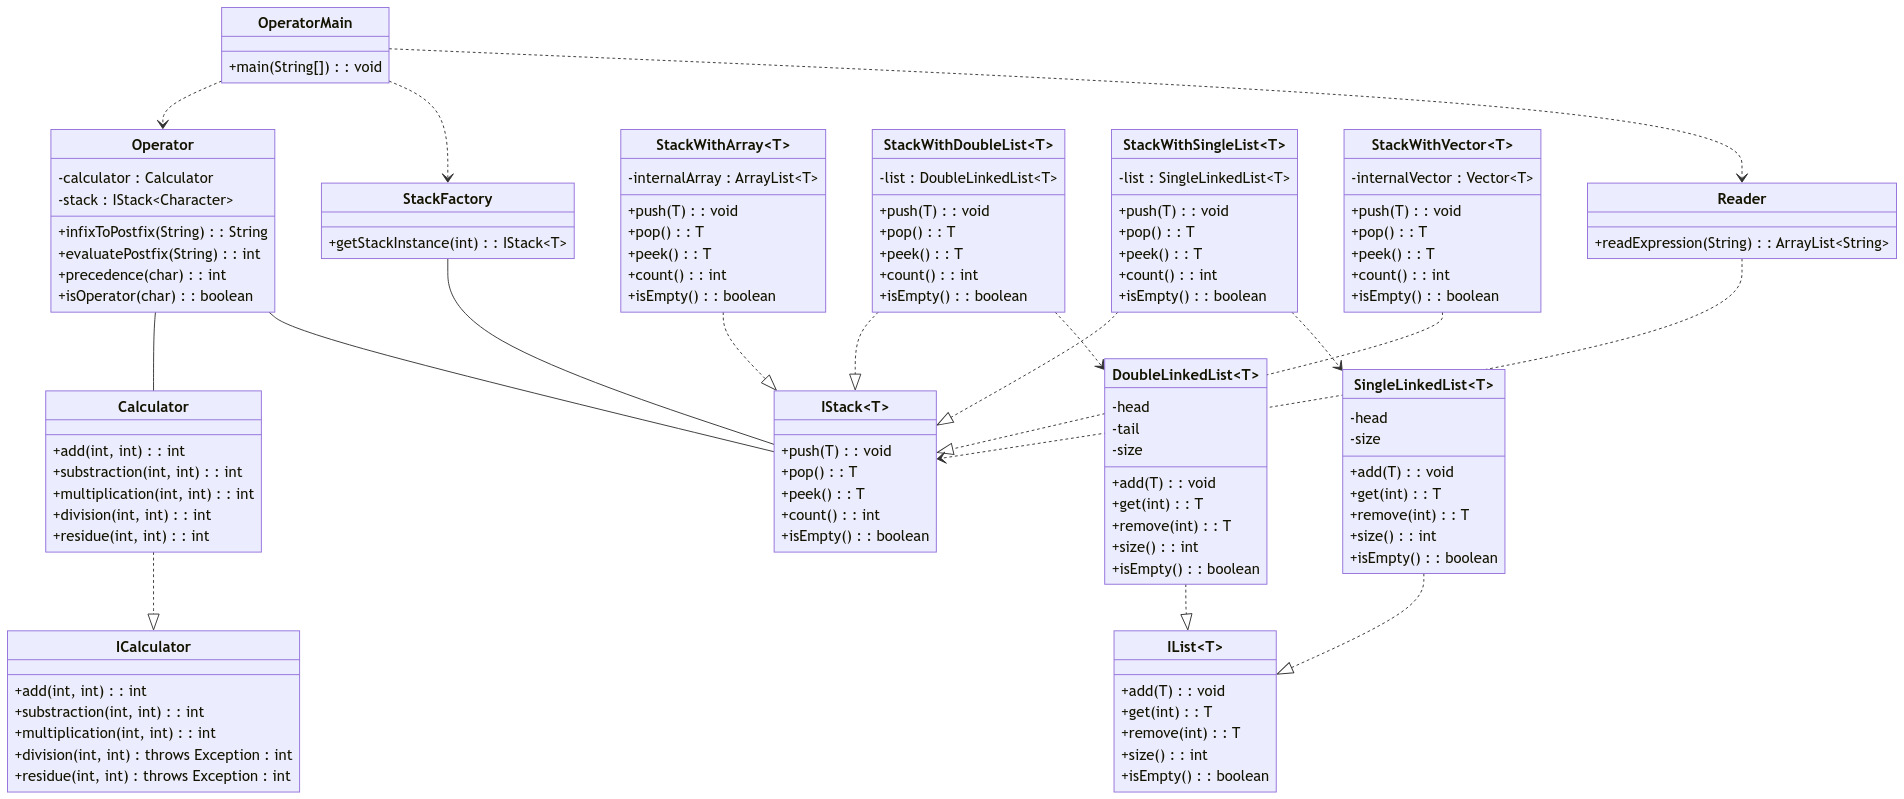 OperatorMain
+main(String[]) : : void
Operator
-calculator : Calculator
-stack : IStack<Character>
+infixToPostfix(String) : : String
+evaluatePostfix(String) : : int
+precedence(char) : : int
+isOperator(char) : : boolean
StackFactory
+getStackInstance(int) : : IStack<T>
StackWithArray<T>
-internalArray : ArrayList<T>
+push(T) : : void
+pop() : : T
+peek() : : T
+count() : : int
+isEmpty() : : boolean
StackWithDoubleList<T>
-list : DoubleLinkedList<T>
+push(T) : : void
+pop() : : T
+peek() : : T
+count() : : int
+isEmpty() : : boolean
StackWithSingleList<T>
-list : SingleLinkedList<T>
+push(T) : : void
+pop() : : T
+peek() : : T
+count() : : int
+isEmpty() : : boolean
StackWithVector<T>
-internalVector : Vector<T>
+push(T) : : void
+pop() : : T
+peek() : : T
+count() : : int
+isEmpty() : : boolean
Reader
+readExpression(String) : : ArrayList<String>
Calculator
+add(int, int) : : int
+substraction(int, int) : : int
+multiplication(int, int) : : int
+division(int, int) : : int
+residue(int, int) : : int
IStack<T>
+push(T) : : void
+pop() : : T
+peek() : : T
+count() : : int
+isEmpty() : : boolean
DoubleLinkedList<T>
-head
-tail
-size
+add(T) : : void
+get(int) : : T
+remove(int) : : T
+size() : : int
+isEmpty() : : boolean
SingleLinkedList<T>
-head
-size
+add(T) : : void
+get(int) : : T
+remove(int) : : T
+size() : : int
+isEmpty() : : boolean
ICalculator
+add(int, int) : : int
+substraction(int, int) : : int
+multiplication(int, int) : : int
+division(int, int) : throws Exception : int
+residue(int, int) : throws Exception : int
IList<T>
+add(T) : : void
+get(int) : : T
+remove(int) : : T
+size() : : int
+isEmpty() : : boolean